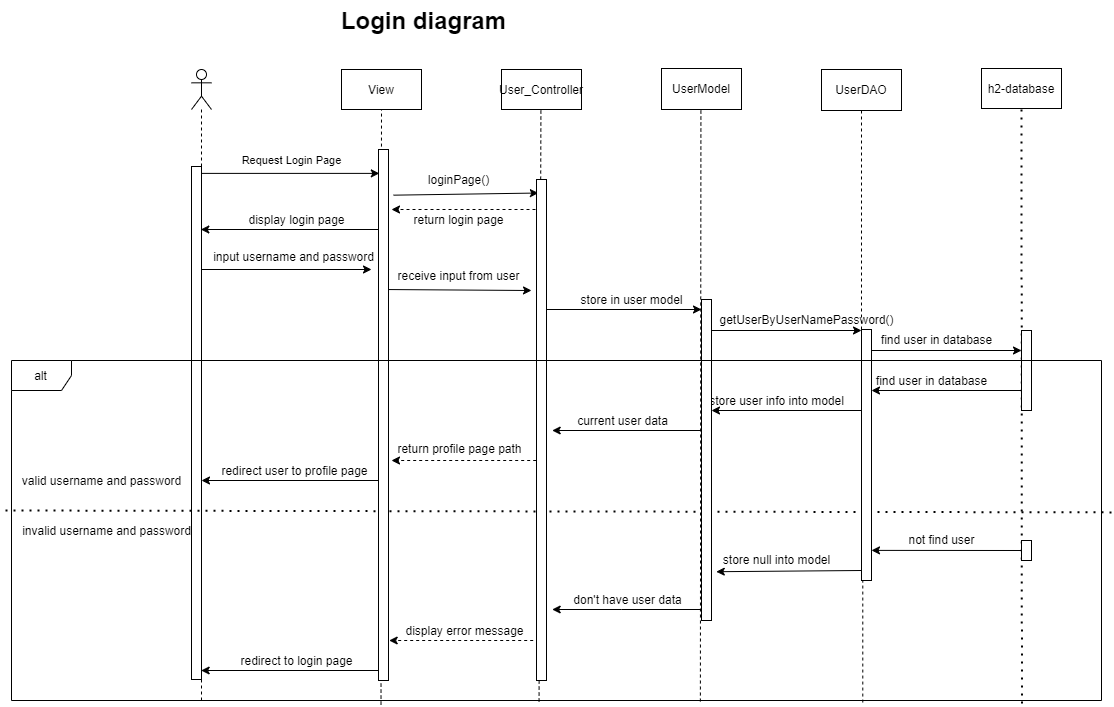 Login diagram
View
User_Controller
UserModel
UserDAO
h2-database
Request Login Page
loginPage()
return login page
display login page
input username and password
receive input from user
store in user model
getUserByUserNamePassword()
find user in database
alt
find user in database
store user info into model
current user data
return profile page path
redirect user to profile page
valid username and password
invalid username and password
not find user
store null into model
don't have user data
display error message
redirect to login page